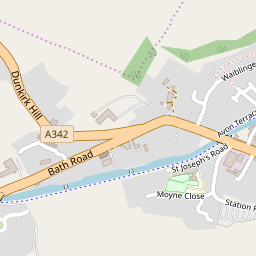 Dunkirk Hill
Waiblinge
A342
Avon Terrac
Bath Road
St Joseph's Road
Moyne Close
Station R